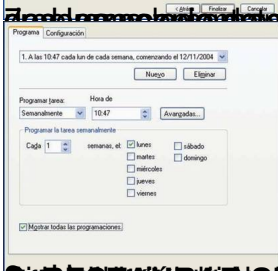 < Atrás Finalizar Cancelar
Programa Configuración
1. A las 10:47 cada lun de cada semana, comenzando el 12/11/2004
Nuevo Eliminar
Programar tarea: Hora de
Semanalmente 10:47 Avanzadas...
Programar la tarea semanalmente
Cada 1 semanas, el: lunes sábado
martes domingo
miércoles
jueves
viernes
Mostrar todas las programaciones.